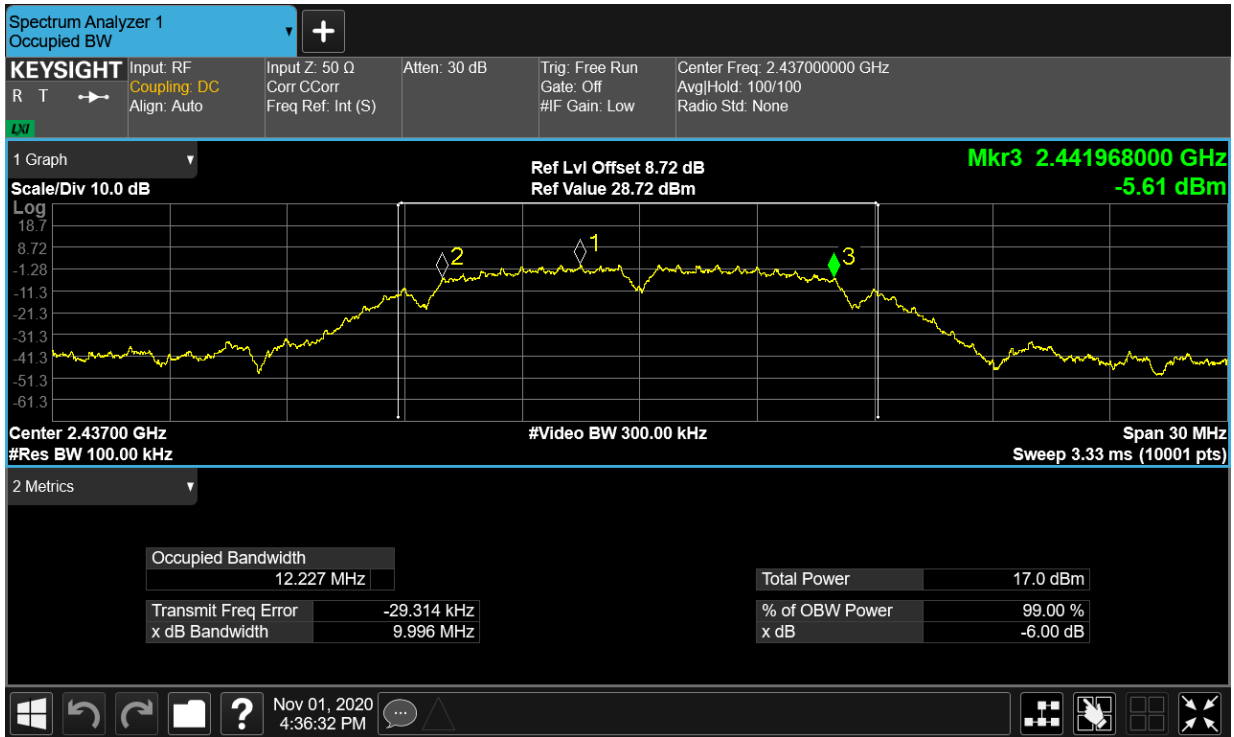 Spectrum Analyzer 1
Occupied BW
KEYSIGHT
R T
LXI
Input: RF
Coupling: DC
Align: Auto
Input Z: 50 Ω
Corr CCorr
Freq Ref: Int (S)
Atten: 30 dB
Trig: Free Run
Gate: Off
#IF Gain: Low
Center Freq: 2.437000000 GHz
Avg|Hold: 100/100
Radio Std: None
1 Graph
Scale/Div 10.0 dB
Ref Lvl Offset 8.72 dB
Ref Value 28.72 dBm
Mkr3 2.441968000 GHz
-5.61 dBm
Log
18.7
8.72
-1.28
-11.3
-21.3
-31.3
-41.3
-51.3
-61.3
2
1
3
Center 2.43700 GHz
#Res BW 100.00 kHz
#Video BW 300.00 kHz
Span 30 MHz
Sweep 3.33 ms (10001 pts)
2 Metrics
Occupied Bandwidth
12.227 MHz
Transmit Freq Error -29.314 kHz
x dB Bandwidth 9.996 MHz
Total Power 17.0 dBm
% of OBW Power 99.00 %
x dB -6.00 dB
?
Nov 01, 2020
4:36:32 PM